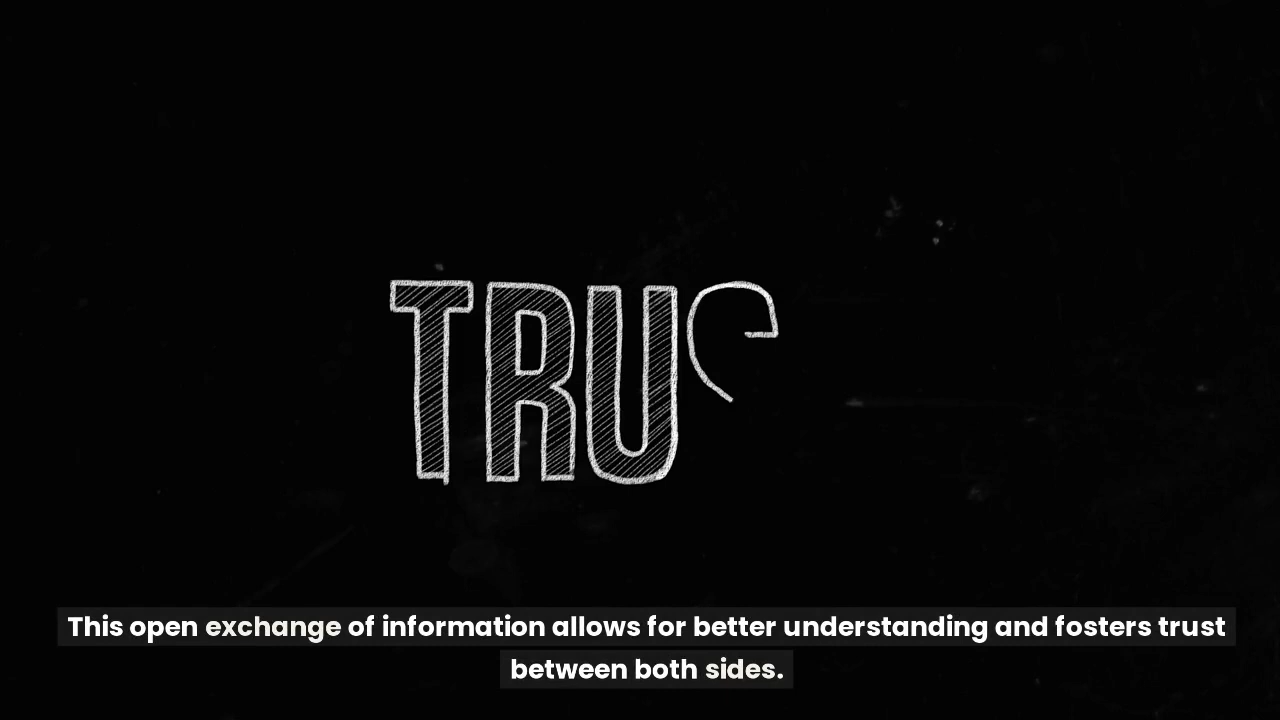 TRU
This open exchange of information allows for better understanding and fosters trust
between both sides.